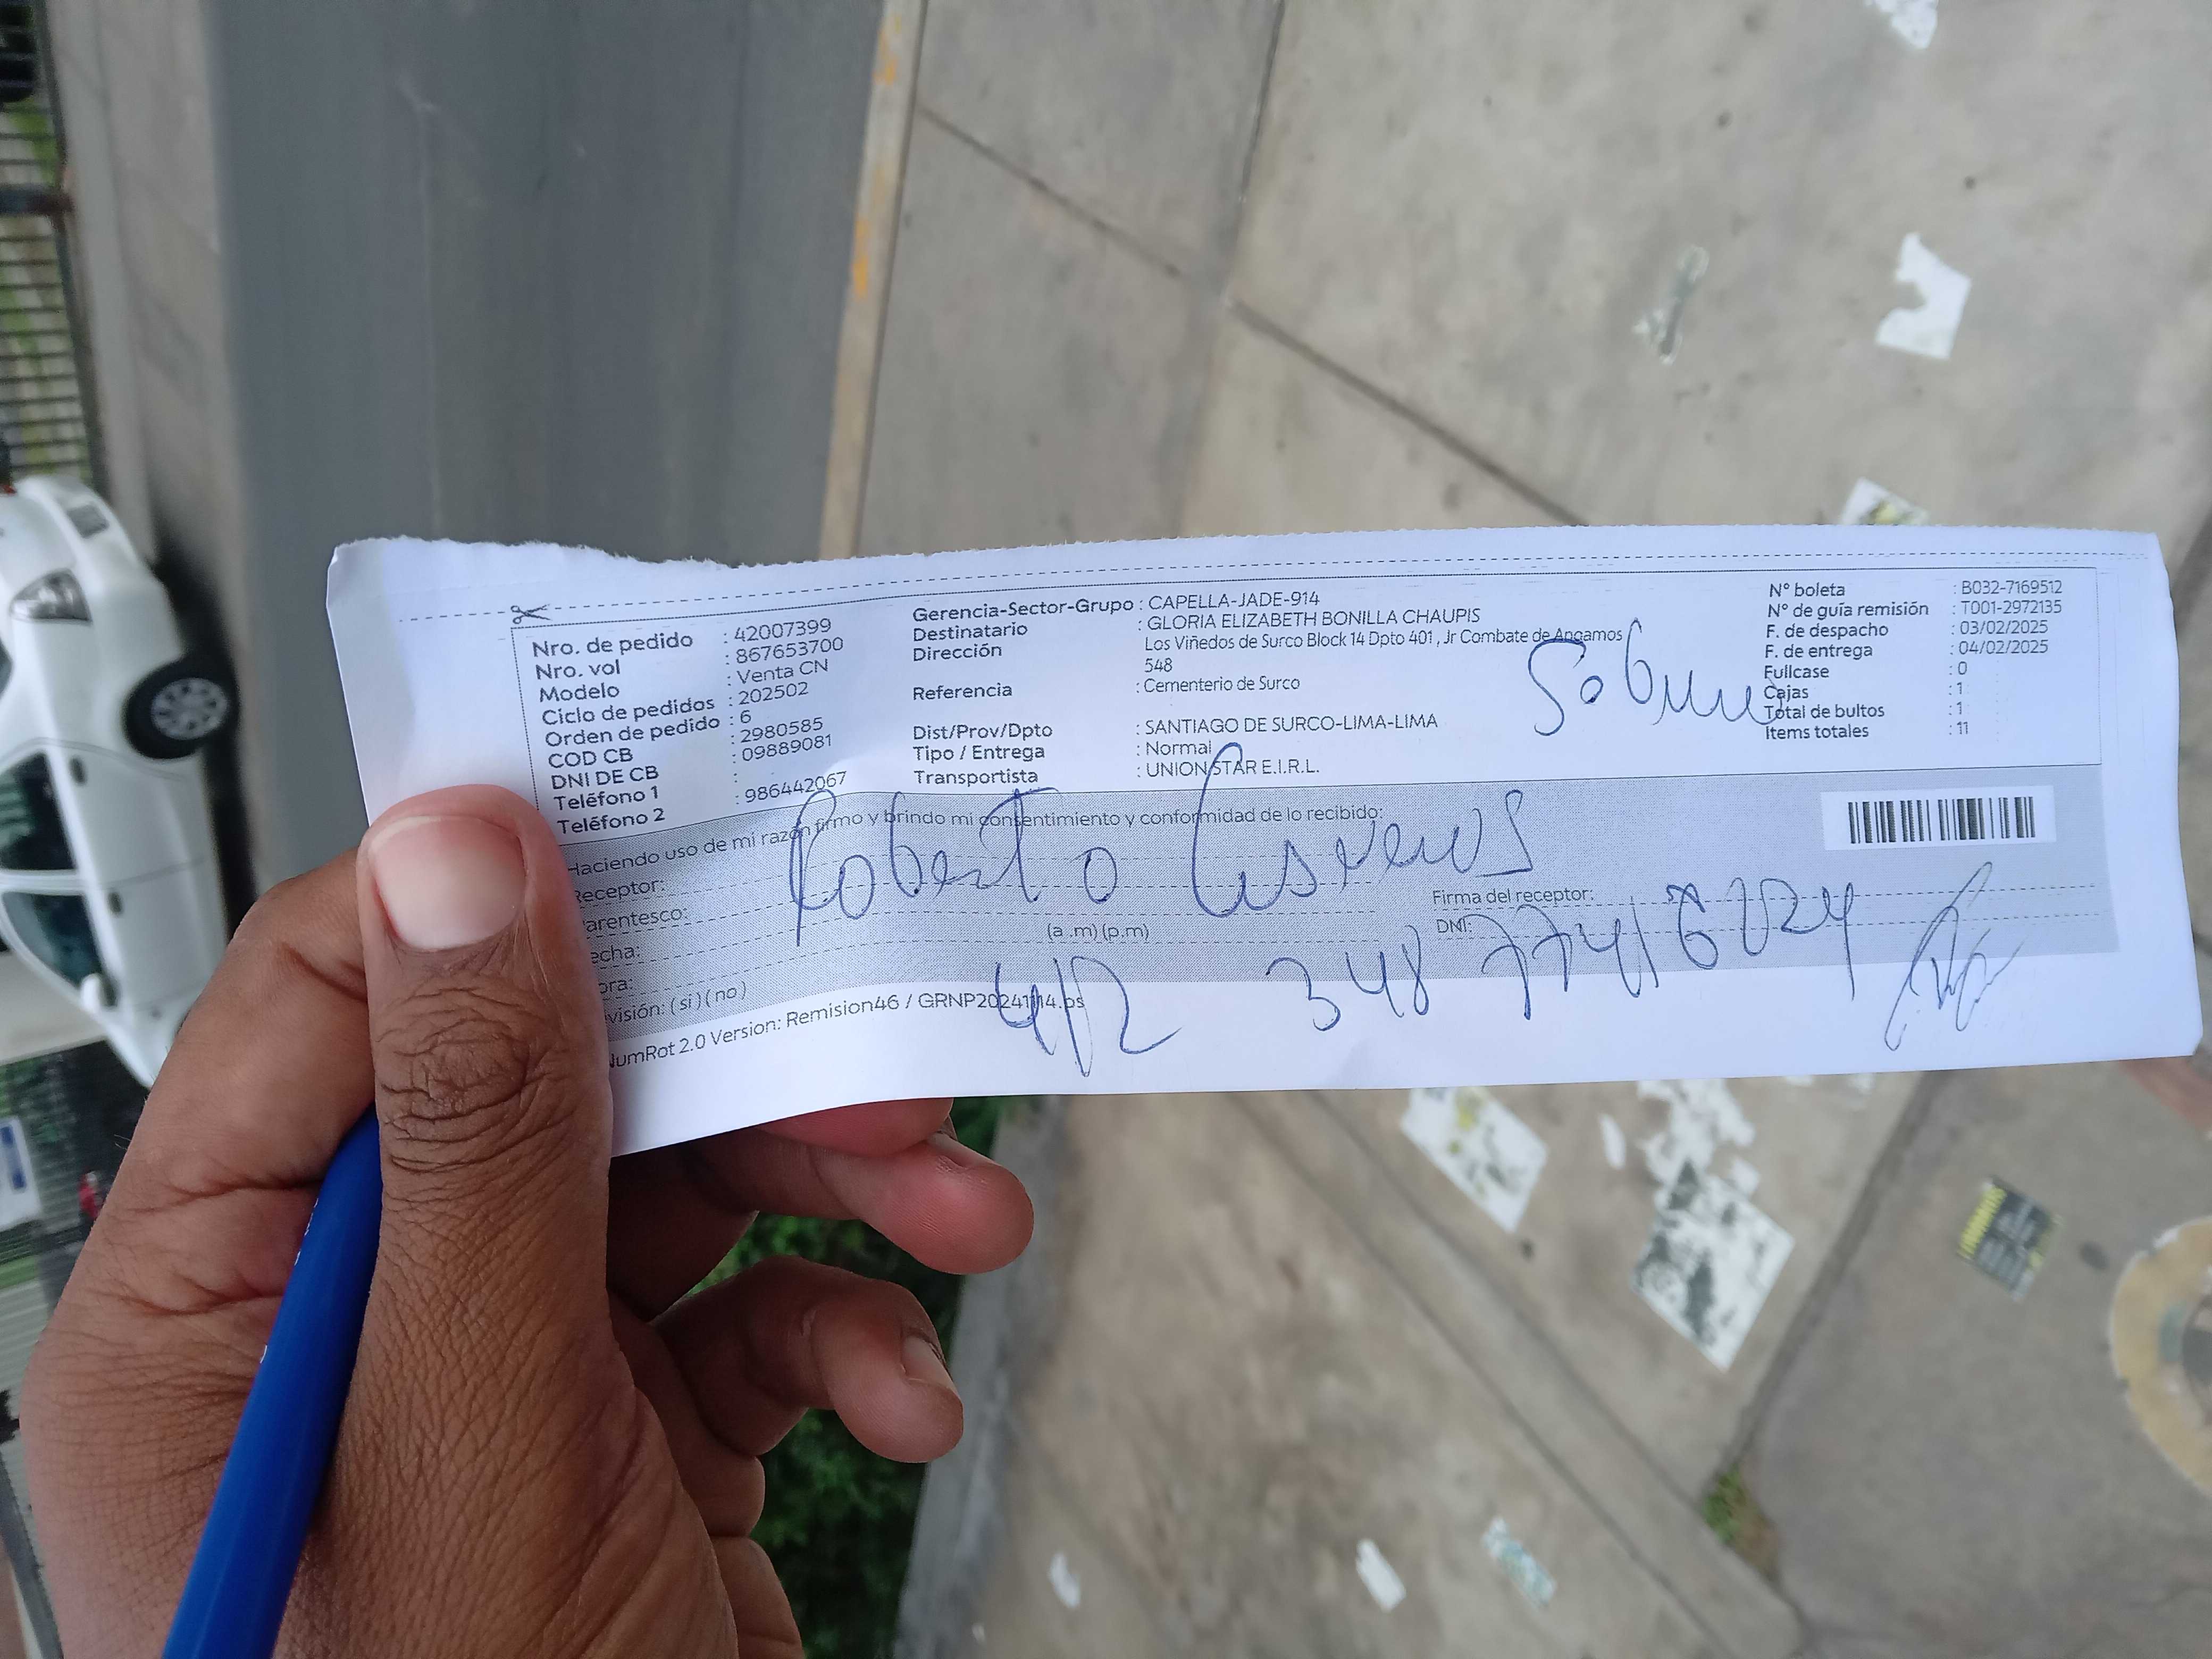 Nro. de pedido : 42007399
Nro. vol : 867653700
Modelo : Venta CN
Ciclo de pedidos : 202502
Orden de pedido : 6
COD CB : 2980585
DNI DE CB : 09889081
Teléfono 1 :
Teléfono 2 : 986442067
Gerencia-Sector-Grupo : CAPELLA-JADE-914
Destinatario : GLORIA ELIZABETH BONILLA CHAUPIS
Dirección Los Viñedos de Surco Block 14 Dpto 401 , Jr Combate de Angamos
548
Referencia : Cementerio de Surco
Dist/Prov/Dpto : SANTIAGO DE SURCO-LIMA-LIMA
Tipo / Entrega : Normal
Transportista : UNION STAR E.I.R.L.
N° boleta : B032-7169512
N° de guía remisión : T001-2972135
F. de despacho : 03/02/2025
F. de entrega : 04/02/2025
Fullcase : 0
Cajas : 1
Total de bultos : 1
Items totales : 11
Haciendo uso de mi razón firmo y brindo mi consentimiento y conformidad de lo recibido:
Receptor: Roberto
arentesco:
echa:
ora: (a .m) (p.m)
visión: ( si ) ( no )
Firma del receptor:
DNI:
4/2 348
NumRot 2.0 Version: Remision46 / GRNP20241114.ps